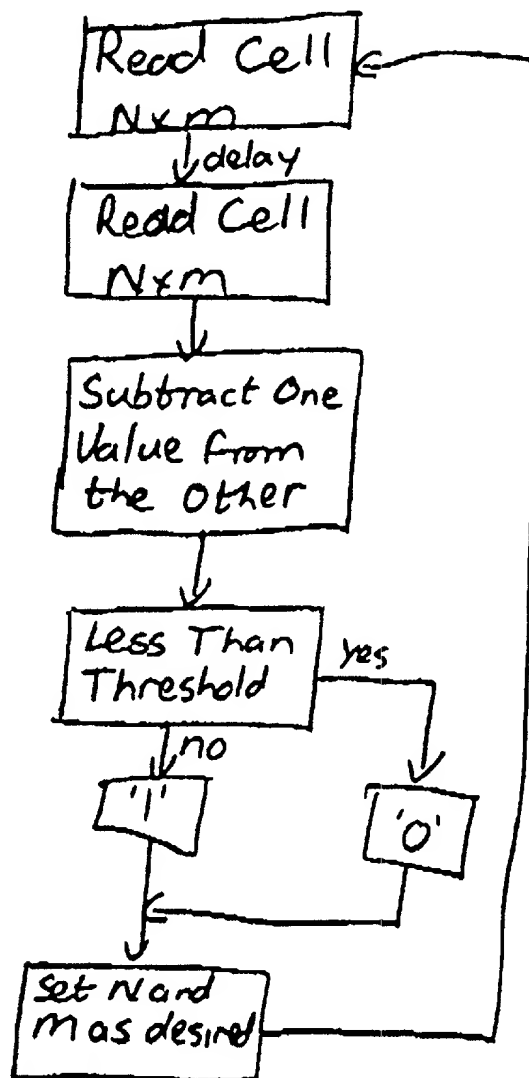 Read Cell
Nxm
delay
Read Cell
Nxm
Subtract One
Value from
the Other
Less Than
Threshold
yes
no
'1'
'0'
Set N and
M as desired